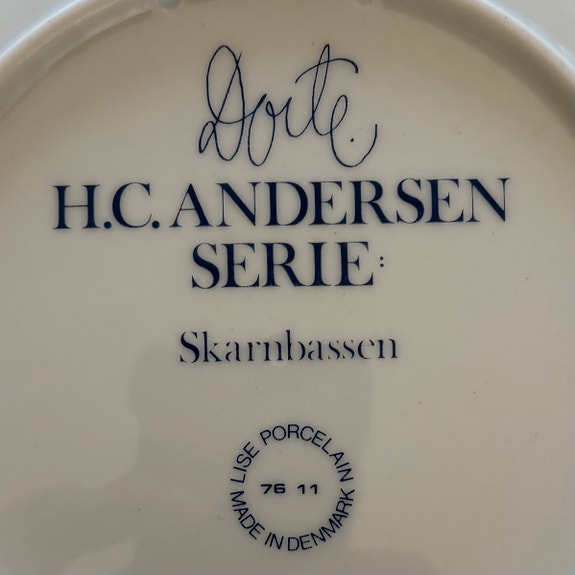 Dorte.
H.C. ANDERSEN
SERIE:
Skarnbassen
LISE PORCELAIN
76 11
MADE IN DENMARK